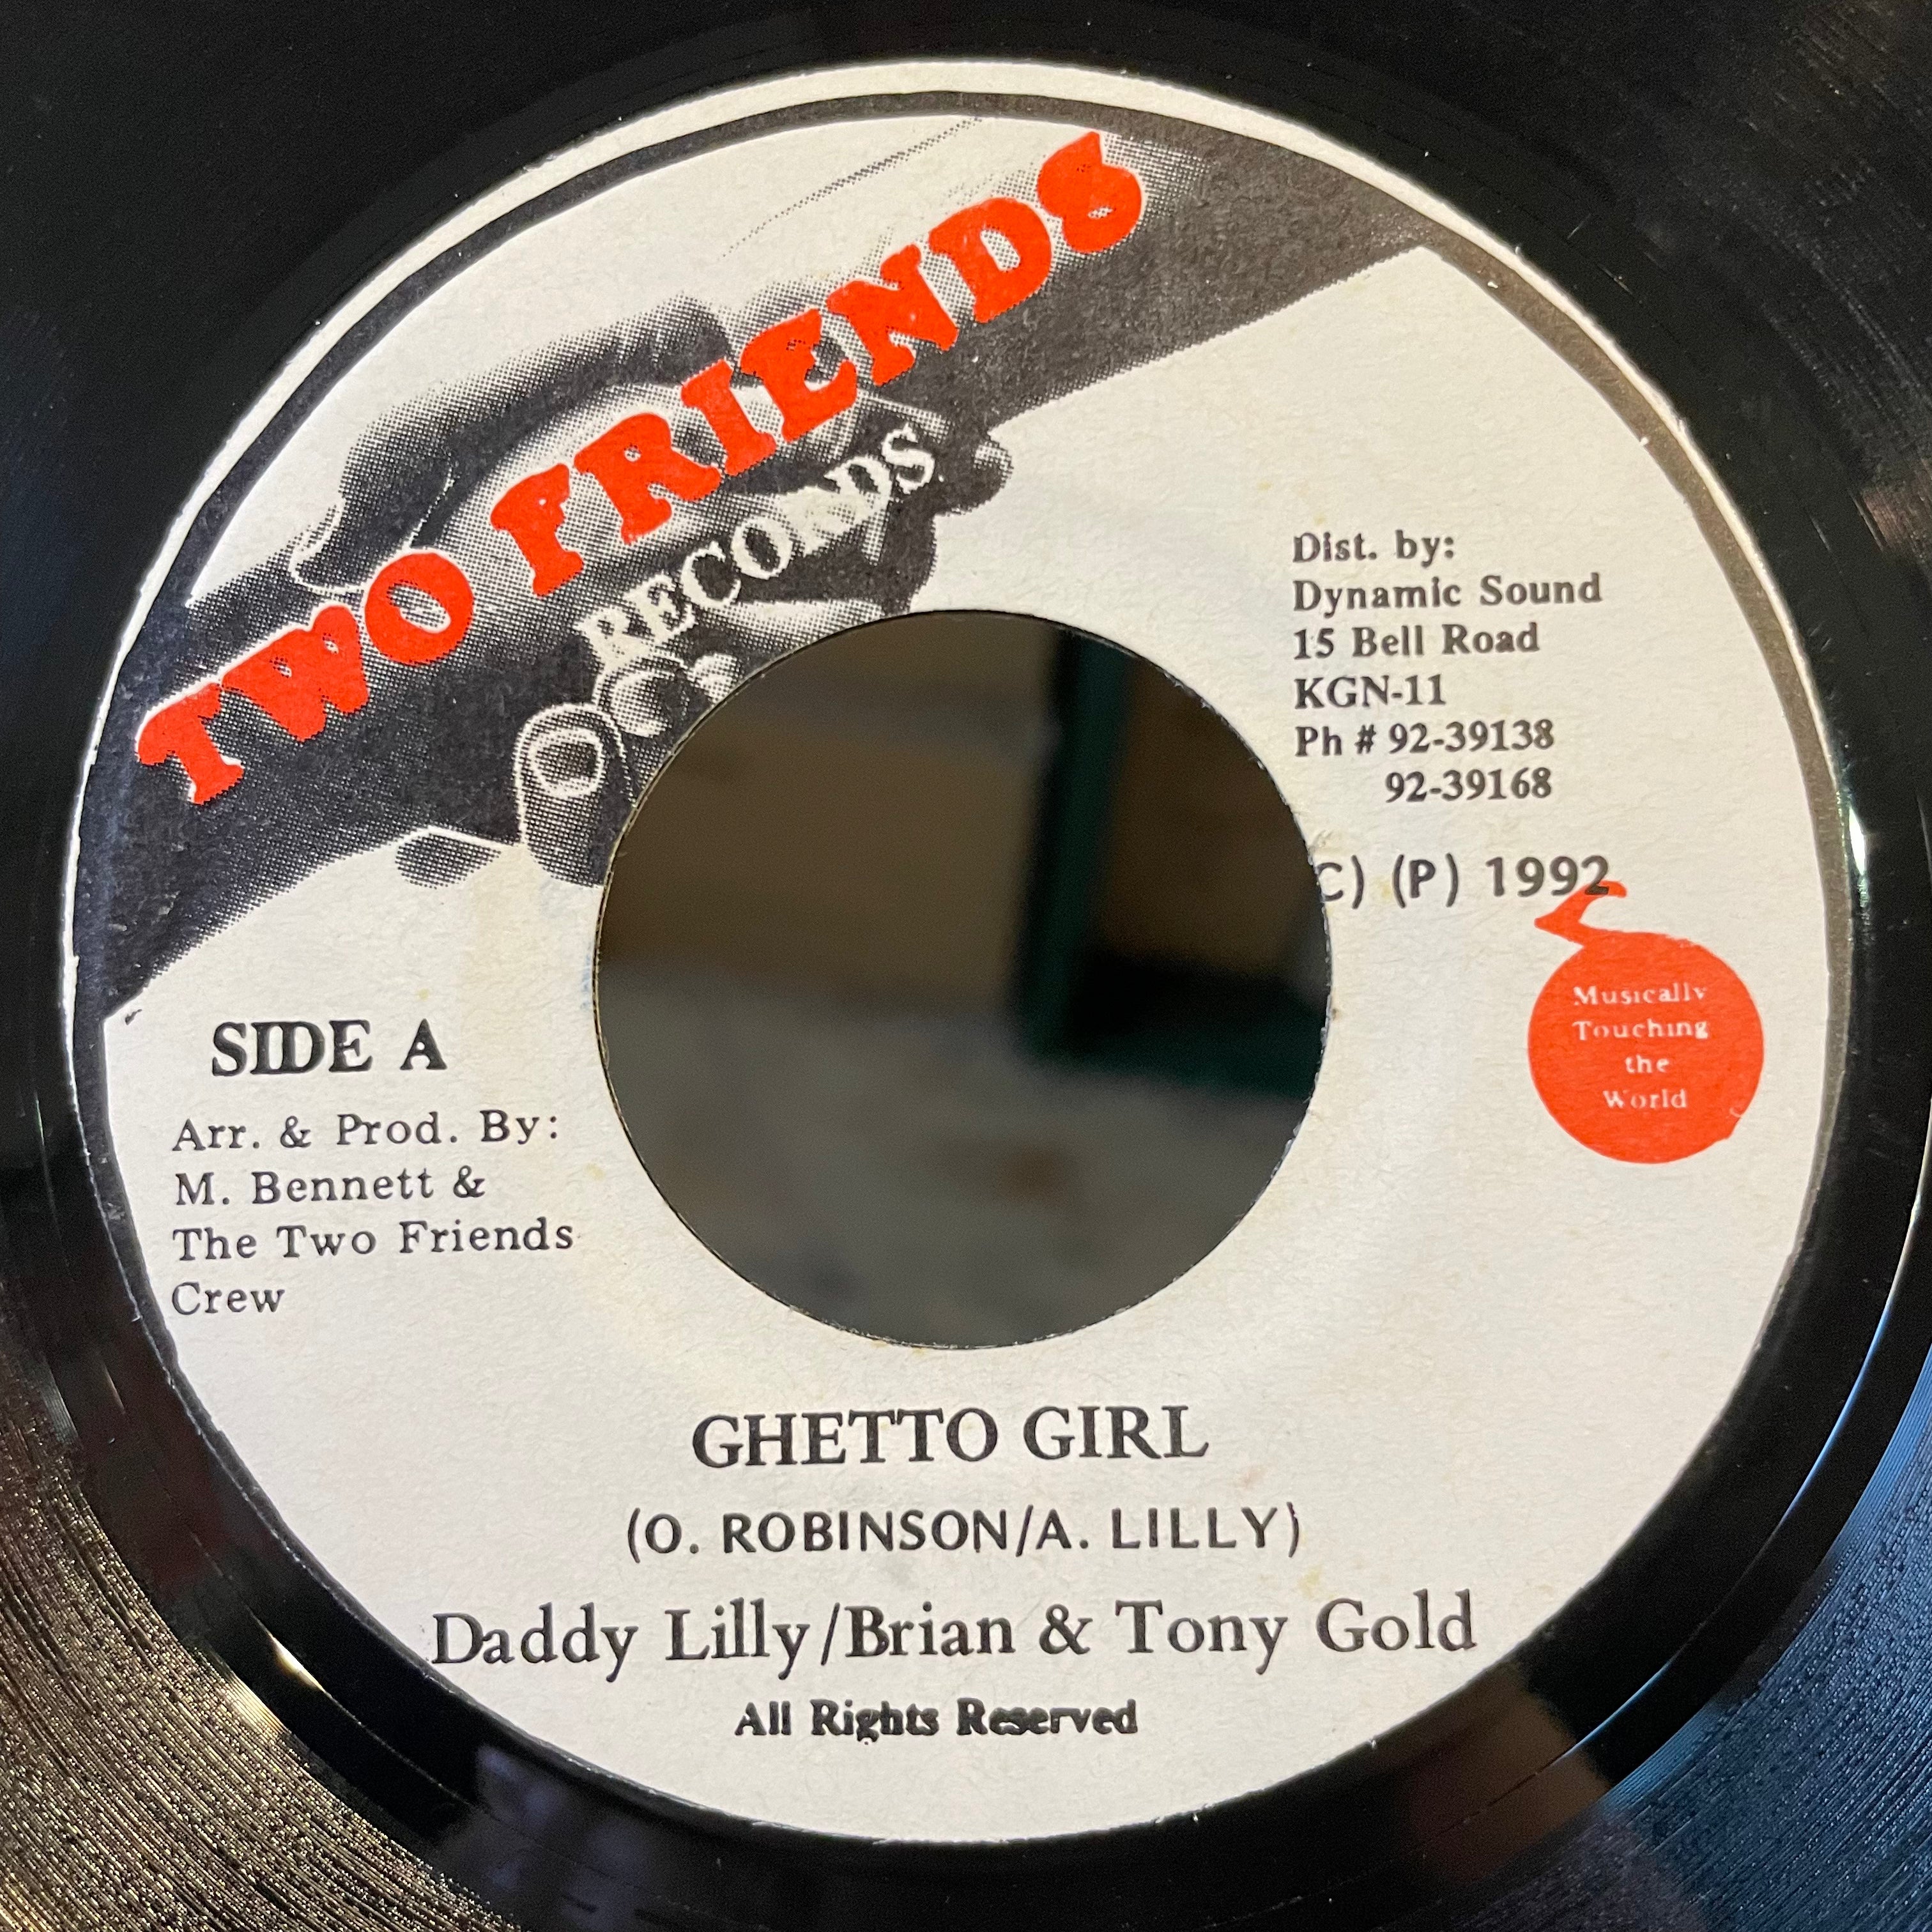 TWO FRIENDS
RECORDS
Dist. by:
Dynamic Sound
15 Bell Road
KGN-11
Ph # 92-39138
92-39168
C) (P) 1992
Musically
Touching
the
World
SIDE A
Arr. & Prod. By:
M. Bennett &
The Two Friends
Crew
GHETTO GIRL
(O. ROBINSON/A. LILLY)
Daddy Lilly/Brian & Tony Gold
All Rights Reserved